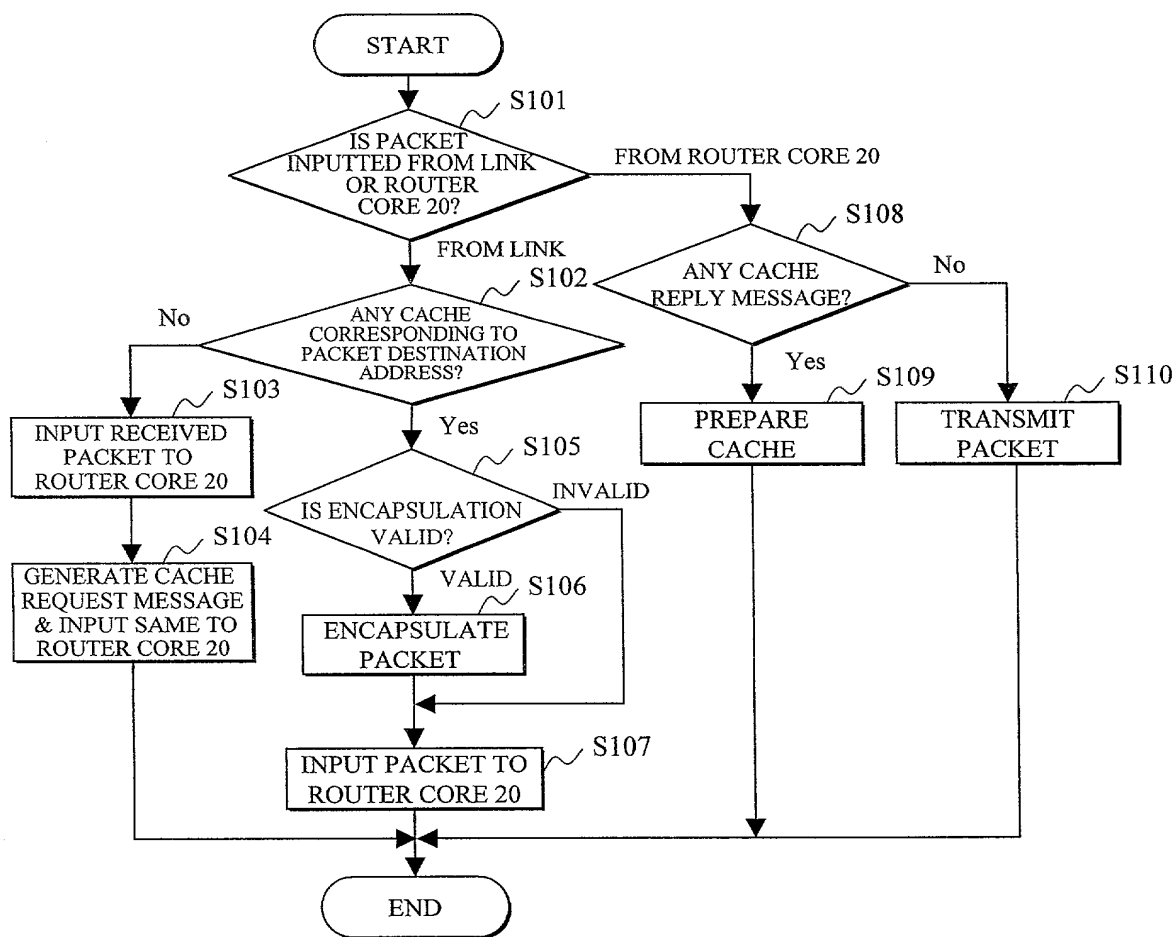 START
S101
IS PACKET
INPUTTED FROM LINK
OR ROUTER
CORE 20?
FROM ROUTER CORE 20
FROM LINK
S108
ANY CACHE
REPLY MESSAGE?
No
Yes
S102
ANY CACHE
CORRESPONDING TO
PACKET DESTINATION
ADDRESS?
No
Yes
S103
INPUT RECEIVED
PACKET TO
ROUTER CORE 20
S109
PREPARE
CACHE
S110
TRANSMIT
PACKET
S105
IS ENCAPSULATION
VALID?
INVALID
VALID
S104
GENERATE CACHE
REQUEST MESSAGE
& INPUT SAME TO
ROUTER CORE 20
S106
ENCAPSULATE
PACKET
S107
INPUT PACKET TO
ROUTER CORE 20
END